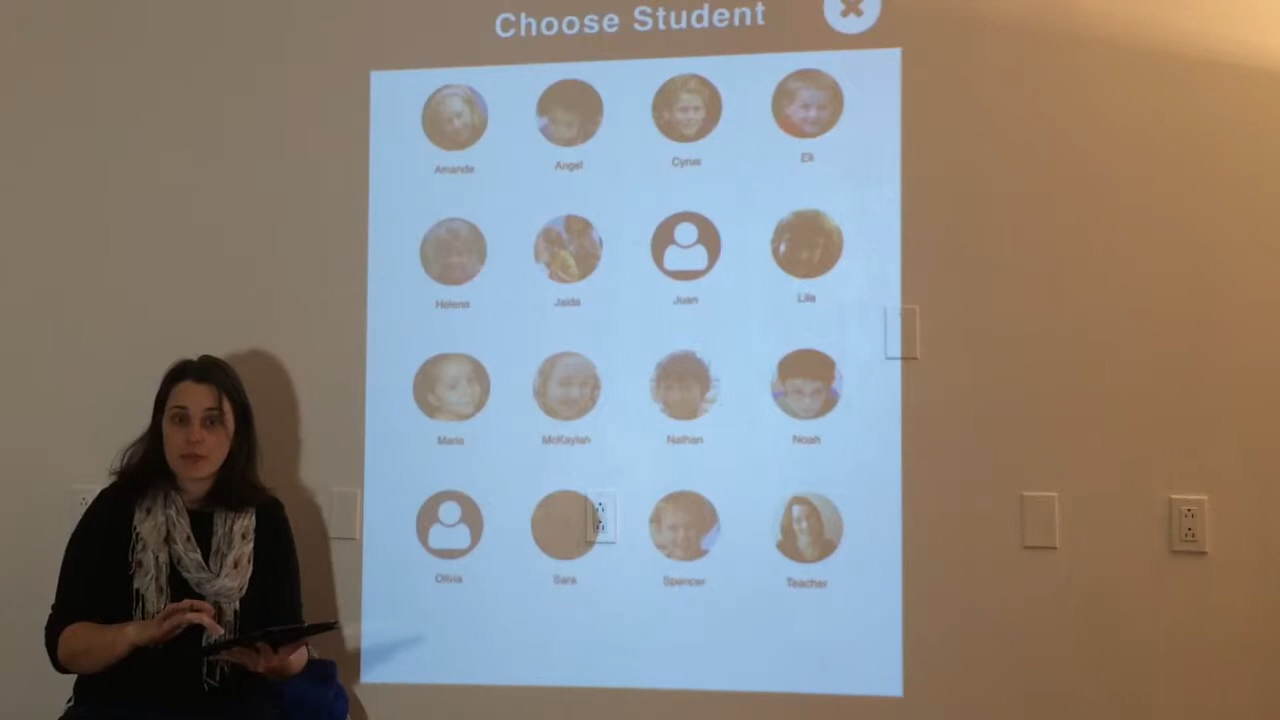 Choose Student
Amanda Angel Cyrus Eli
Helena Jaida Juan Lila
Maria McKaylah Nathan Noah
Olivia Sara Spencer Teacher